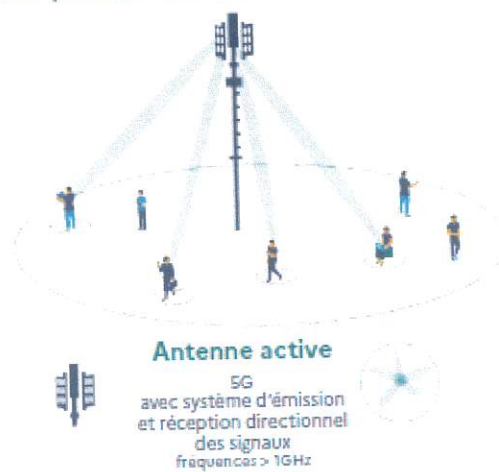 Antenne active
5G
avec système d'émission
et réception directionnel
des signaux
fréquences > 1GHz